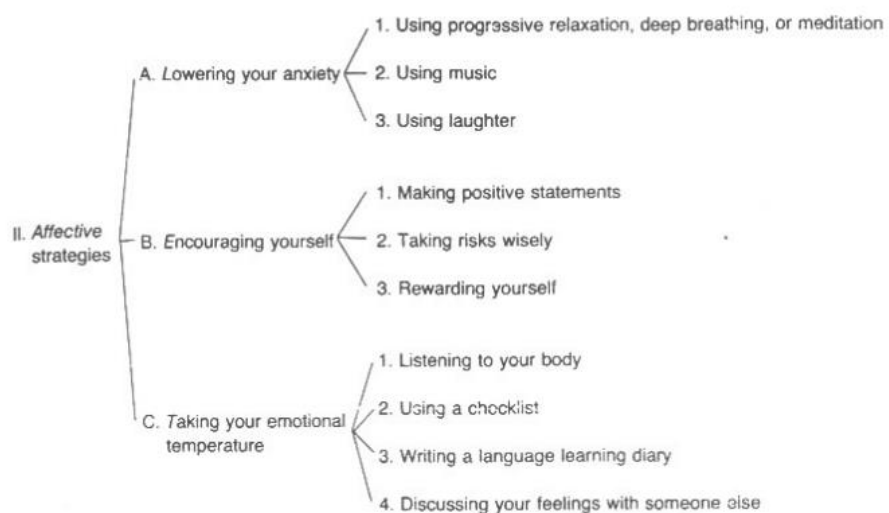 1. Using progressive relaxation, deep breathing, or meditation
A. Lowering your anxiety
2. Using music
3. Using laughter
1. Making positive statements
II. Affective
strategies
B. Encouraging yourself
2. Taking risks wisely
3. Rewarding yourself
1. Listening to your body
C. Taking your emotional
temperature
2. Using a checklist
3. Writing a language learning diary
4. Discussing your feelings with someone else